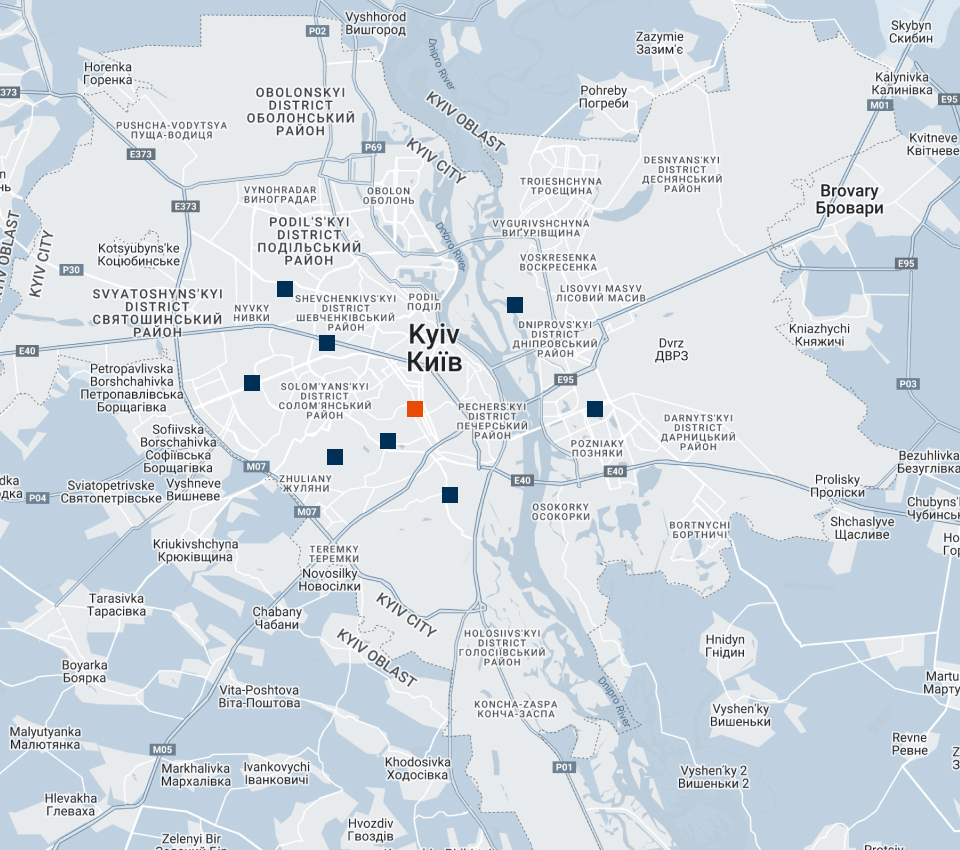 Vyshhorod
Вишгород
P02
Skybyn
Скибин
Zazymie
Зазим'є
Dnipro River
Horenka
Горенка
Kalynivka
Калинівка
373
Pohreby
Погреби
E95
M01
OBOLONSKYI
DISTRICT
ОБОЛОНСЬКИЙ
РАЙОН
KYIV OBLAST
PUSHCHA-VODYTSYA
ПУЩА-ВОДИЦЯ
Kvitneve
Квітневе
P69
KYIV CITY
E373
DESNYANS'KYI
DISTRICT
ДЕСНЯНСЬКИЙ
РАЙОН
TROIESHCHYNA
ТРОЄЩИНА
VYNOHRADAR
ВИНОГРАДАР
OBOLON
ОБОЛОНЬ
Brovary
Бровари
E373
PODIL'S'KYI
DISTRICT
ПОДІЛЬСЬКИЙ
РАЙОН
VYGURIVSHCHYNA
ВИГУРІВЩИНА
Dnipro River
KYIV CITY
Kotsyubyns'ke
Коцюбинське
P30
VOSKRESENKA
ВОСКРЕСЕНКА
E95
SVYATOSHYNS'KYI
DISTRICT
СВЯТОШИНСЬКИЙ
РАЙОН
NYVKY
НИВКИ
SHEVCHENKIVS'KYI
DISTRICT
ШЕВЧЕНКІВСЬКИЙ
РАЙОН
PODIL
ПОДІЛ
LISOVYI MASYV
ЛІСОВИЙ МАСИВ
DNIPROVS'KYI
DISTRICT
ДНІПРОВСЬКИЙ
РАЙОН
Kniazhychi
Княжичі
Kyiv
Київ
Dvrz
ДВРЗ
E40
Petropavlivska
Borshchahivka
Петропавлівська
Борщагівка
E95
P03
SOLOM'YANS'KYI
DISTRICT
СОЛОМ'ЯНСЬКИЙ
РАЙОН
PECHERS'KYI
DISTRICT
ПЕЧЕРСЬКИЙ
РАЙОН
DARNYTS'KYI
DISTRICT
ДАРНИЦЬКИЙ
РАЙОН
Sofiivska
Borschahivka
Софіївська
Борщагівка
POZNIAKY
ПОЗНЯКИ
Bezuhlivka
Безуглівка
M07
E40
E40
P04
Sviatopetrivske
Святопетрівське
Vyshneve
Вишневе
ZHULIANY
ЖУЛЯНИ
Prolisky
Проліски
M07
OSOKORKY
ОСОКОРКИ
Shchaslyve
Щасливе
BORTNYCHI
БОРТНИЧІ
Kriukivshchyna
Крюківщина
TEREMKY
ТЕРЕМКИ
Novosilky
Новосілки
Tarasivka
Тарасівка
Chabany
Чабани
KYIV CITY
KYIV OBLAST
HOLOSIIVS'KYI
DISTRICT
ГОЛОСІЇВСЬКИЙ
РАЙОН
Hnidyn
Гнідин
Boyarka
Боярка
Vita-Poshtova
Віта-Поштова
Dnipro River
KONCHA-ZASPA
КОНЧА-ЗАСПА
Vyshen'ky
Вишеньки
Malyutyanka
Малютянка
Revne
Ревне
M05
Markhalivka
Мархалівка
Ivankovychi
Іванковичі
Khodosivka
Ходосівка
P01
Vyshen'ky 2
Вишеньки 2
Hlevakha
Глеваха
Hvozdiv
Гвоздів
Zelenyi Bir